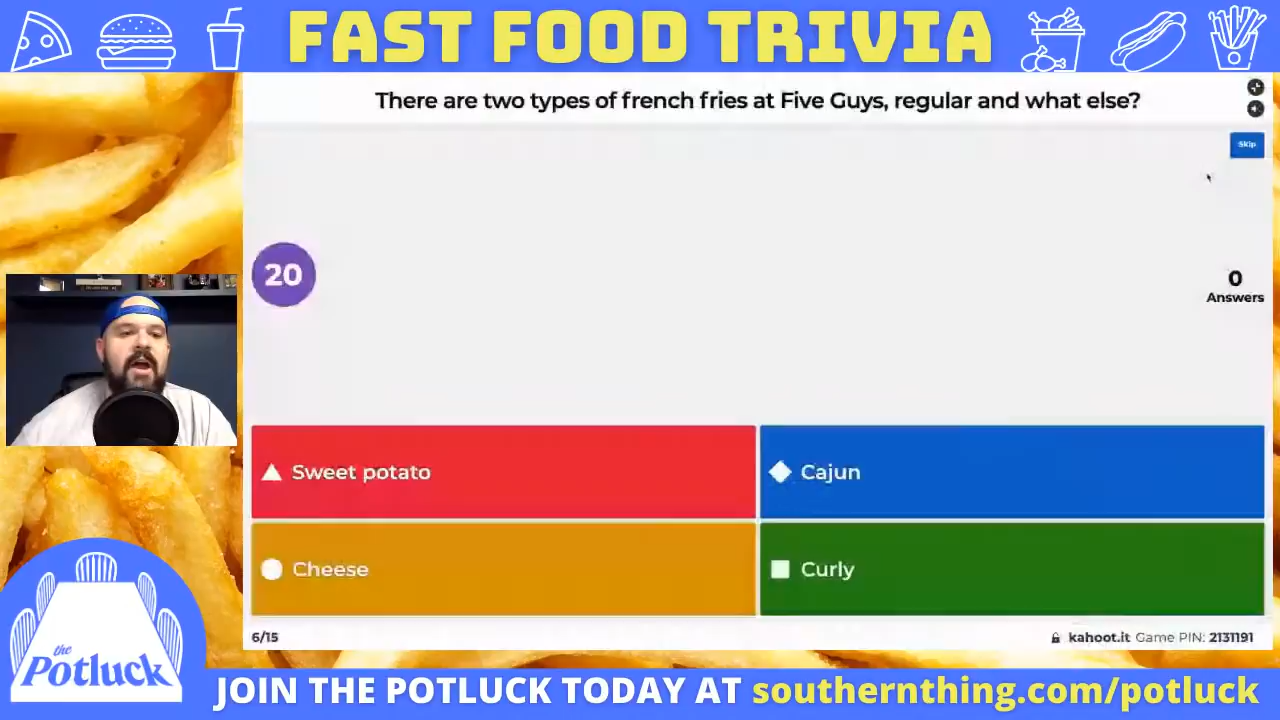 FAST FOOD TRIVIA
There are two types of french fries at Five Guys, regular and what else?
Skip
20
0
Answers
Sweet potato
Cajun
Cheese
Curly
6/15
kahoot.it Game PIN: 2131191
the
Potluck
JOIN THE POTLUCK TODAY AT southernthing.com/potluck